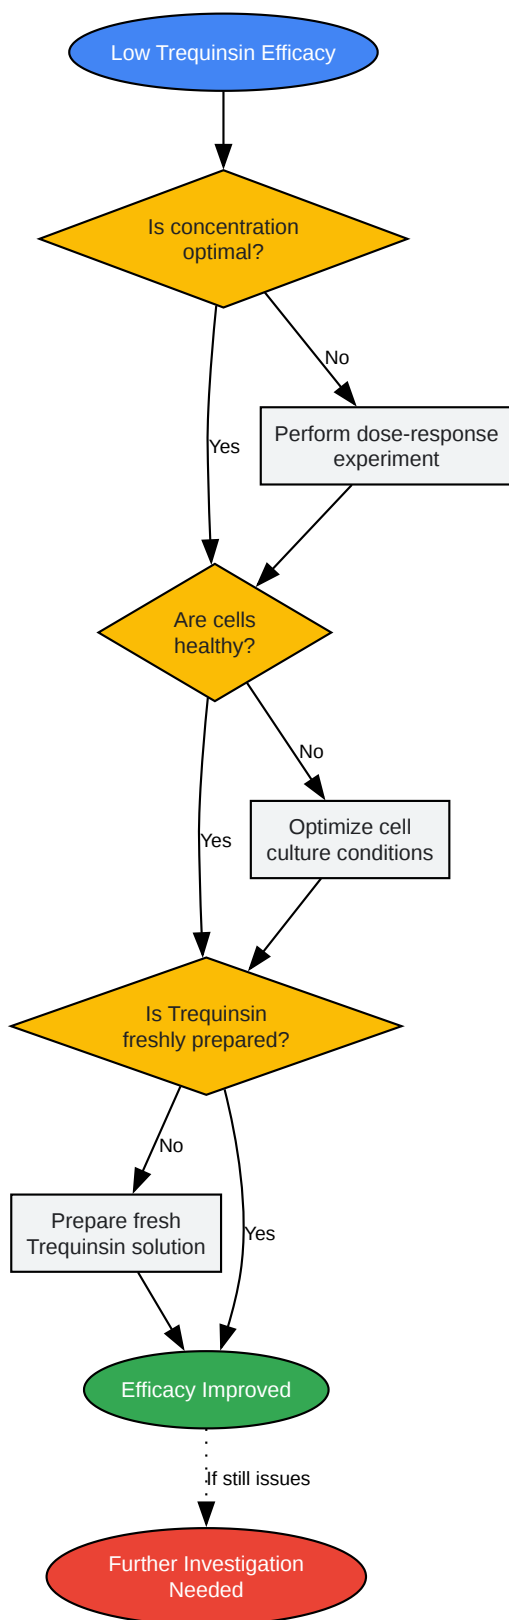 Low Trequinsin Efficacy
Is concentration
optimal?
No
Perform dose-response
experiment
Yes
Are cells
healthy?
No
Optimize cell
culture conditions
Yes
Is Trequinsin
freshly prepared?
No
Prepare fresh
Trequinsin solution
Yes
Efficacy Improved
If still issues
Further Investigation
Needed